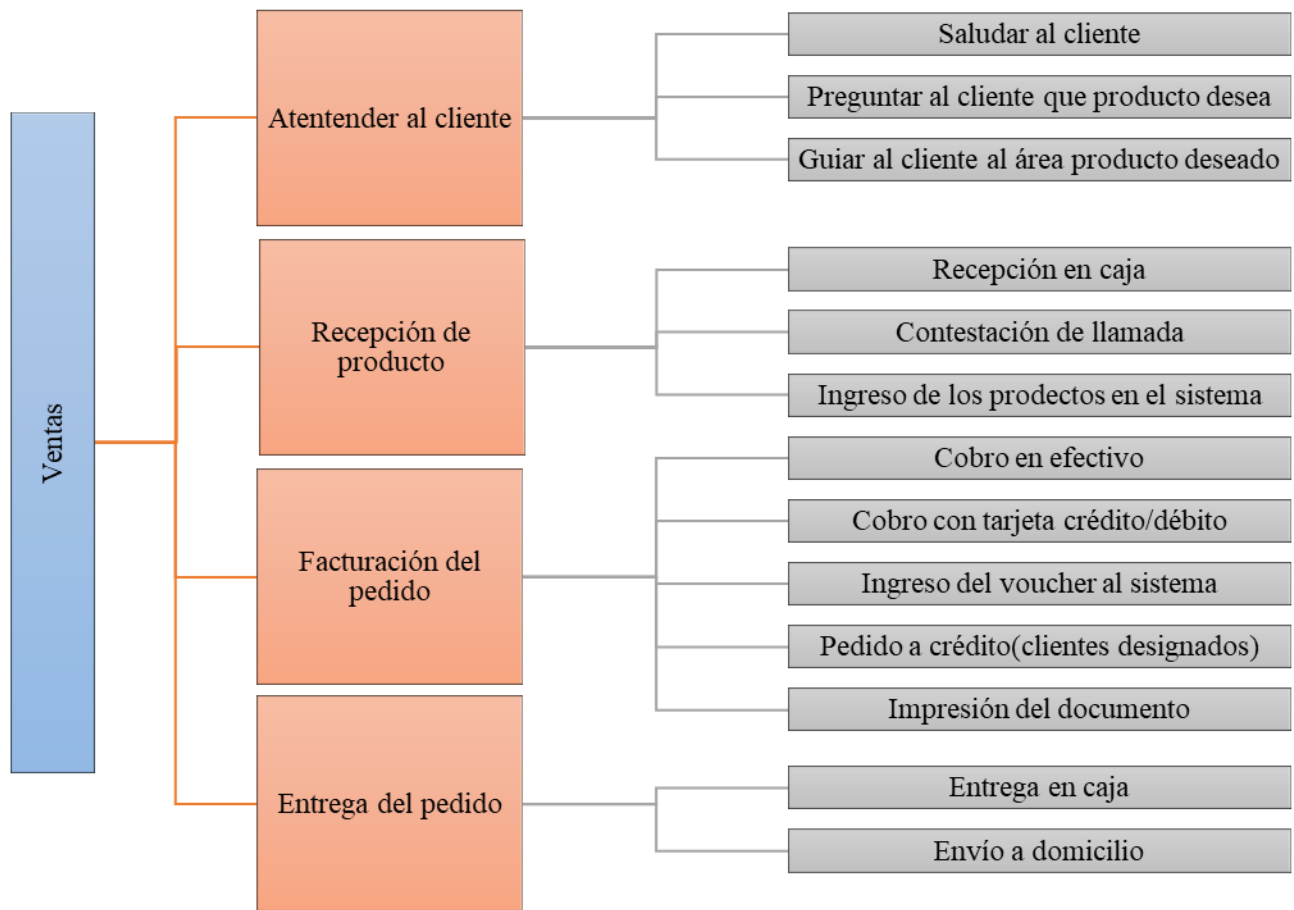 Ventas
Atentender al cliente
Saludar al cliente
Preguntar al cliente que producto desea
Guiar al cliente al área producto deseado
Recepción de
producto
Recepción en caja
Contestación de llamada
Ingreso de los prodectos en el sistema
Facturación del
pedido
Cobro en efectivo
Cobro con tarjeta crédito/débito
Ingreso del voucher al sistema
Pedido a crédito(clientes designados)
Impresión del documento
Entrega del pedido
Entrega en caja
Envío a domicilio